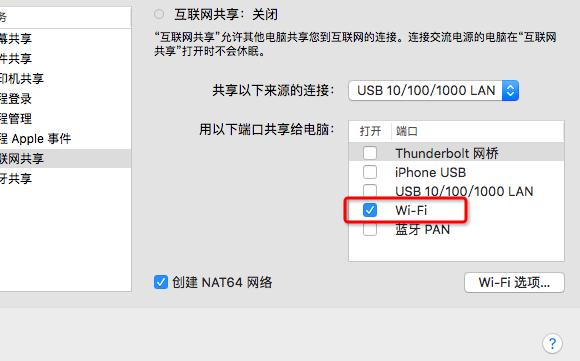 务
互联网共享：关闭
幕共享
“互联网共享”允许其他电脑共享您到互联网的连接。连接交流电源的电脑在“互联网
共享”打开时不会休眠。
件共享
印机共享
程登录
共享以下来源的连接：
USB 10/100/1000 LAN
程管理
用以下端口共享给电脑：
打开
端口
程 Apple 事件
Thunderbolt 网桥
联网共享
iPhone USB
牙共享
USB 10/100/1000 LAN
Wi-Fi
蓝牙 PAN
创建 NAT64 网络
Wi-Fi 选项...
?